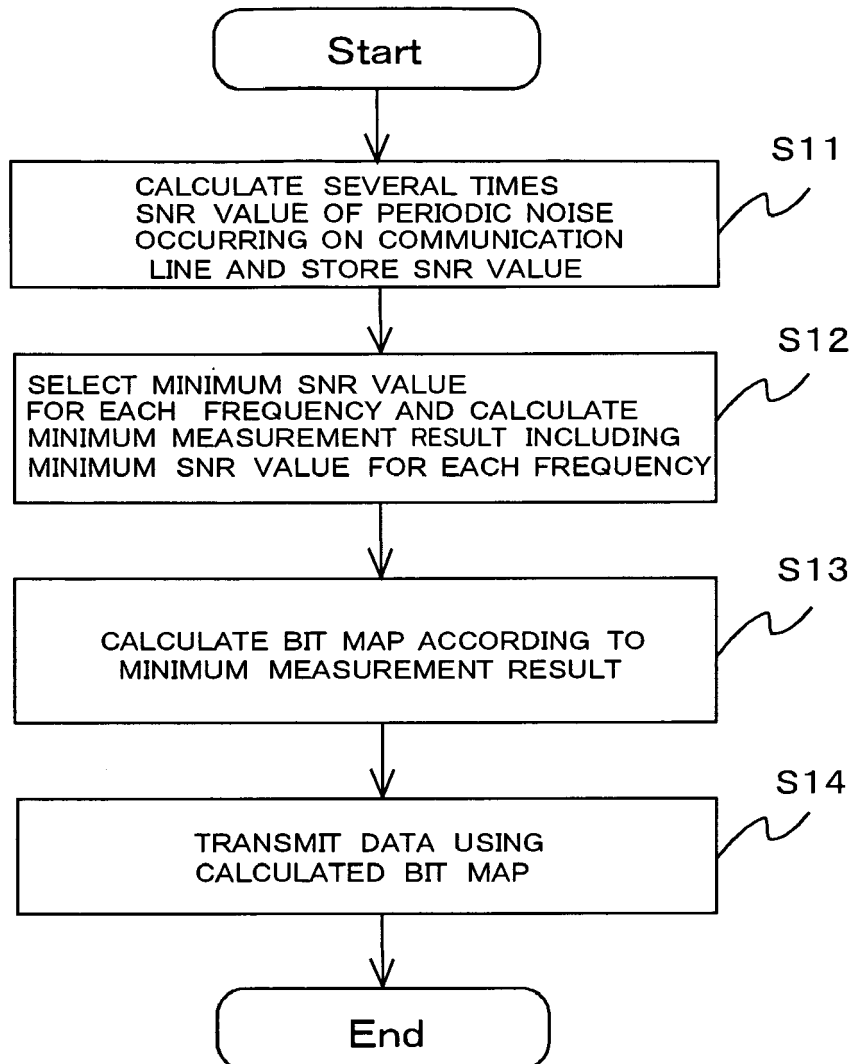 Start
S11
CALCULATE SEVERAL TIMES
SNR VALUE OF PERIODIC NOISE
OCCURRING ON COMMUNICATION
LINE AND STORE SNR VALUE
S12
SELECT MINIMUM SNR VALUE
FOR EACH FREQUENCY AND CALCULATE
MINIMUM MEASUREMENT RESULT INCLUDING
MINIMUM SNR VALUE FOR EACH FREQUENCY
S13
CALCULATE BIT MAP ACCORDING TO
MINIMUM MEASUREMENT RESULT
S14
TRANSMIT DATA USING
CALCULATED BIT MAP
End